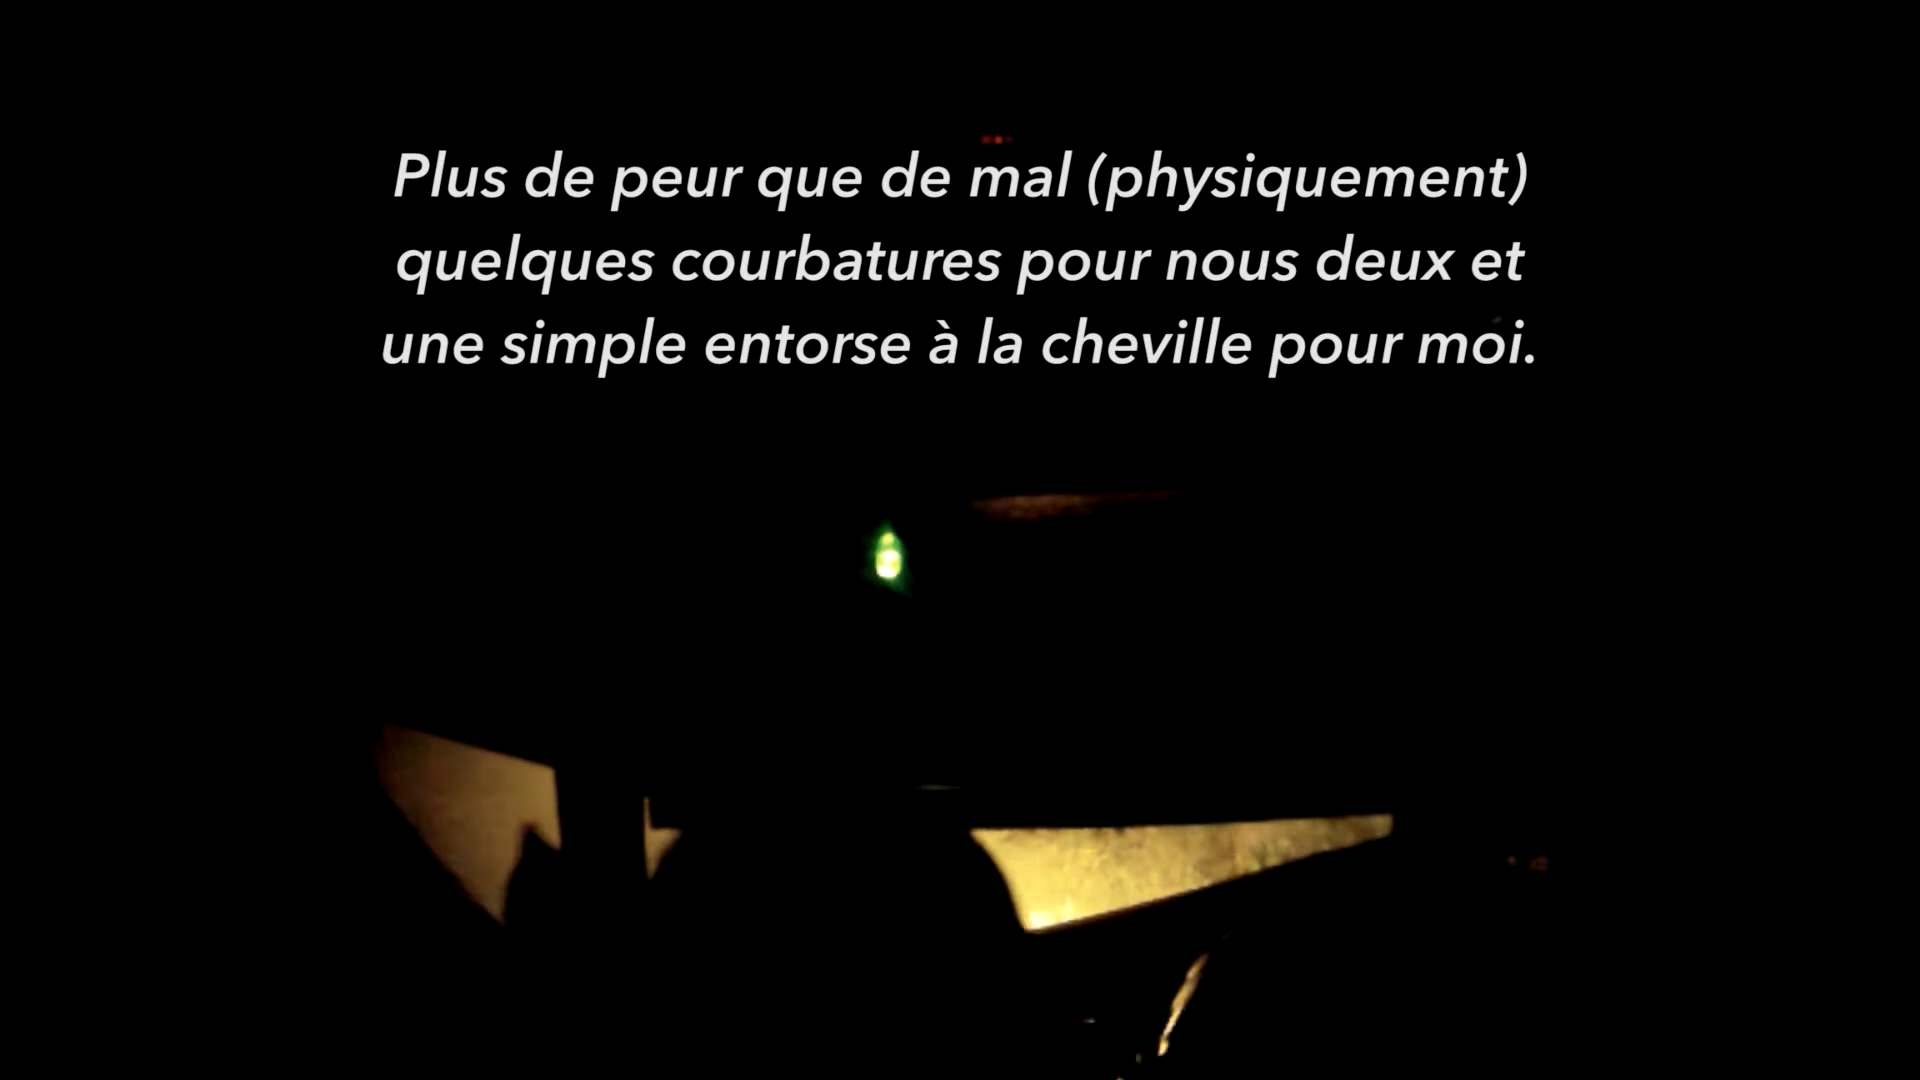 Plus de peur que de mal (physiquement)
quelques courbatures pour nous deux et
une simple entorse à la cheville pour moi.